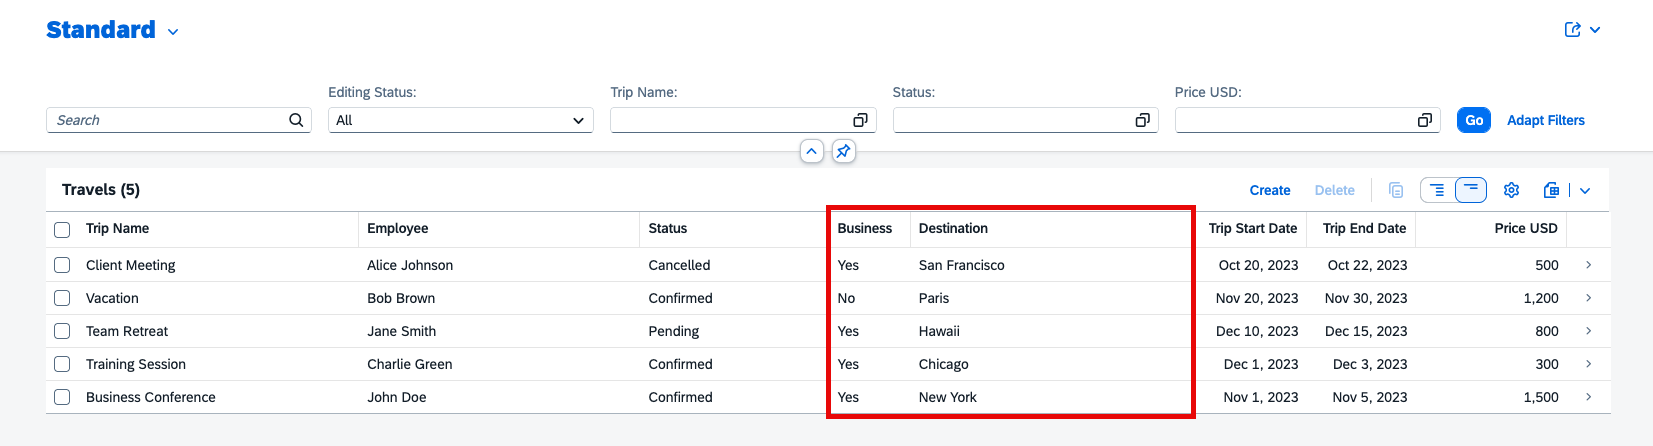 Standard
Editing Status: Trip Name: Status: Price USD:
Search All Go Adapt Filters
Travels (5) Create Delete
Trip Name Employee Status Business Destination Trip Start Date Trip End Date Price USD
Client Meeting Alice Johnson Cancelled Yes San Francisco Oct 20, 2023 Oct 22, 2023 500
Vacation Bob Brown Confirmed No Paris Nov 20, 2023 Nov 30, 2023 1,200
Team Retreat Jane Smith Pending Yes Hawaii Dec 10, 2023 Dec 15, 2023 800
Training Session Charlie Green Confirmed Yes Chicago Dec 1, 2023 Dec 3, 2023 300
Business Conference John Doe Confirmed Yes New York Nov 1, 2023 Nov 5, 2023 1,500